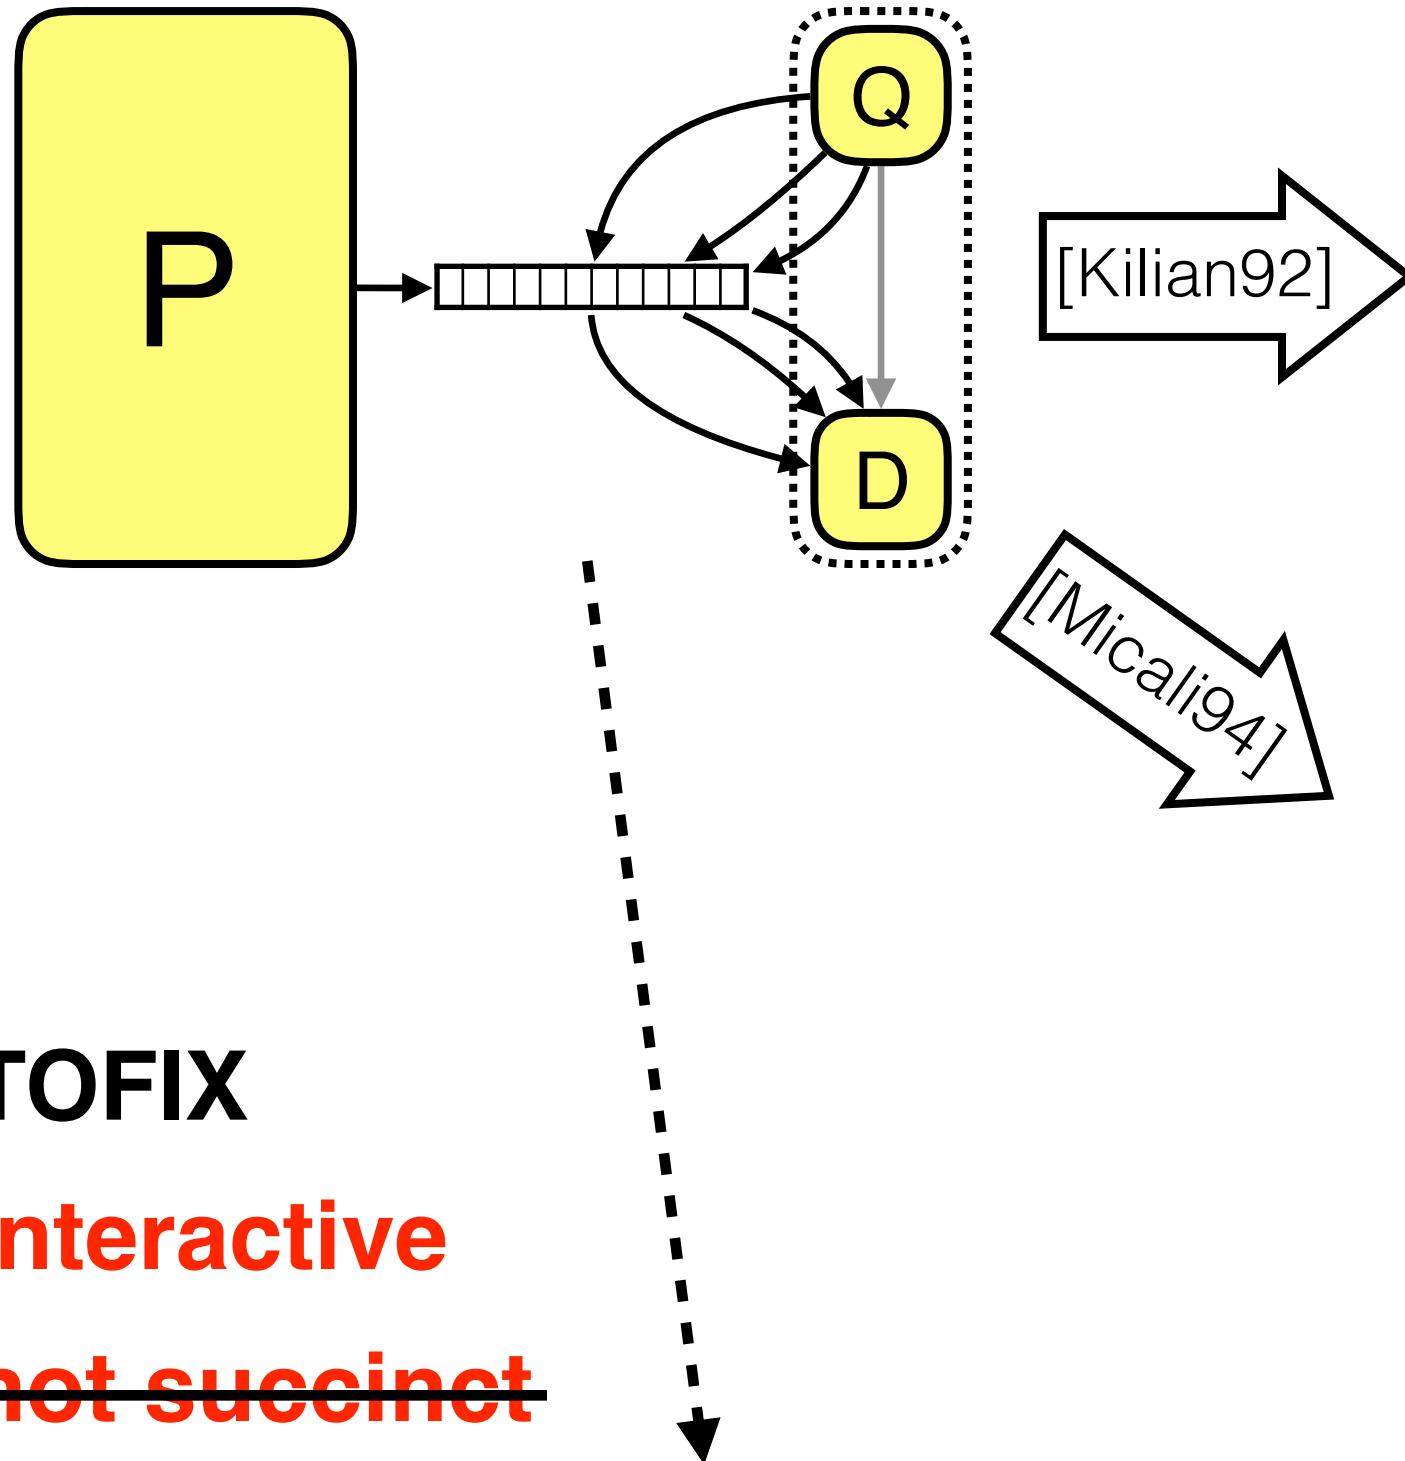 Q
P
[Kilian92]
D
[Micali94]
TOFIX
nteractive
not succinct